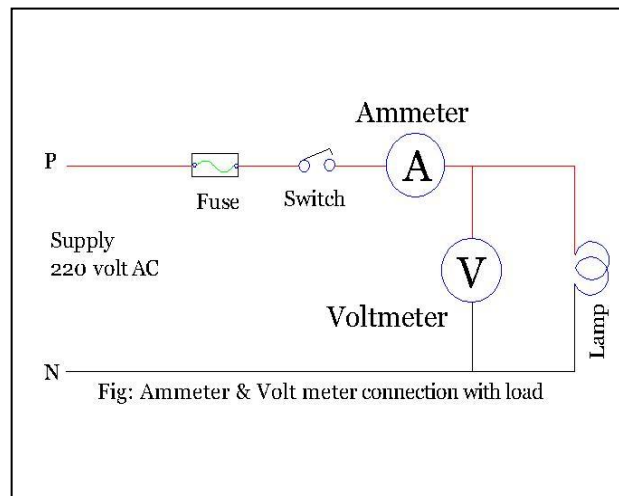 Ammeter
P
A
Fuse
Switch
Supply
220 volt AC
V
Voltmeter
Lamp
N
Fig: Ammeter & Volt meter connection with load